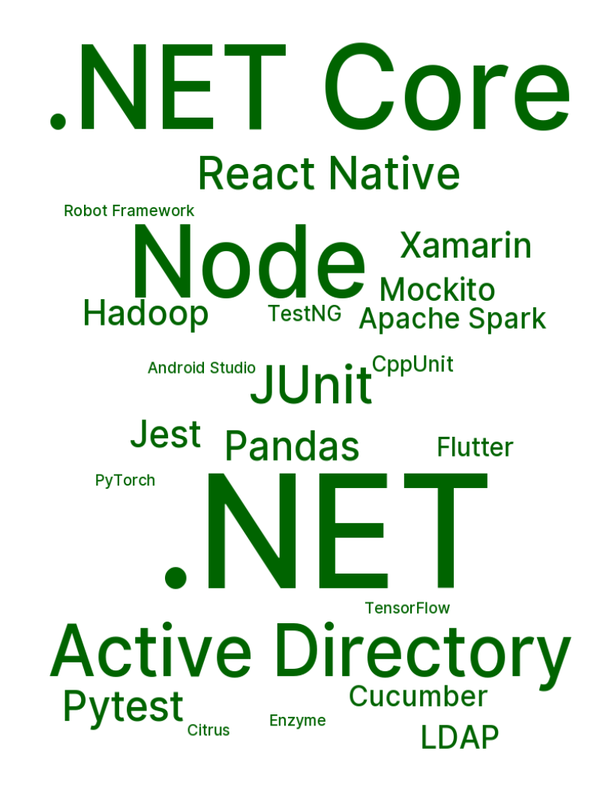 .NET Core
React Native
Robot Framework
Node
Xamarin
Mockito
Hadoop
TestNG
Apache Spark
Android Studio
JUnit
CppUnit
Jest
Pandas
Flutter
PyTorch
.NET
TensorFlow
Active Directory
Pytest
Cucumber
Citrus
Enzyme
LDAP